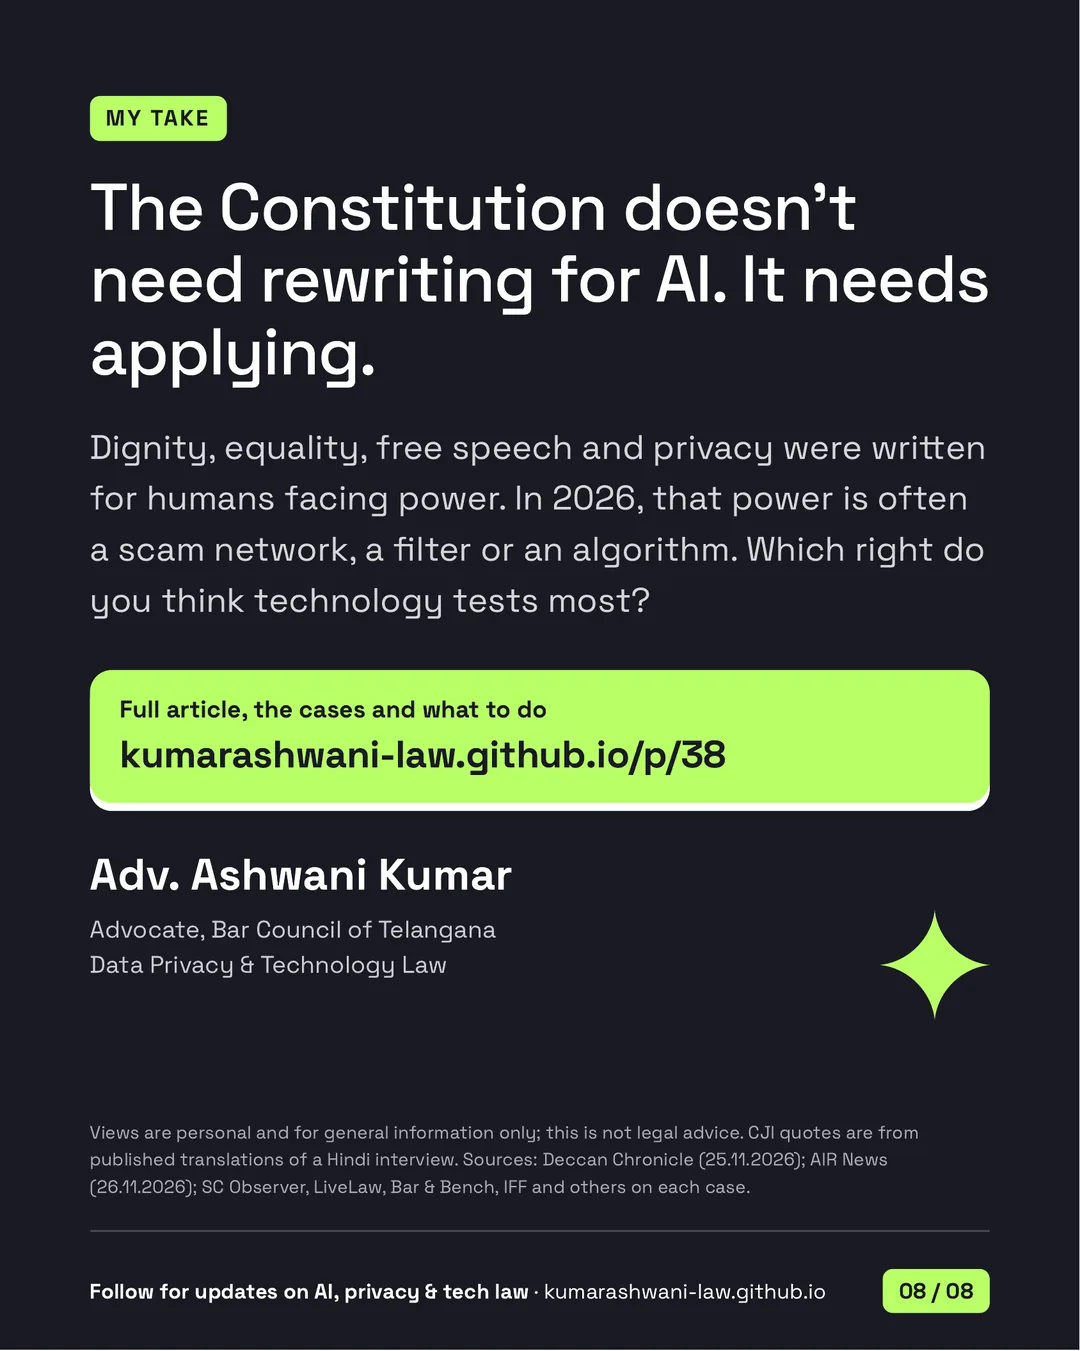 MY TAKE
The Constitution doesn’t
need rewriting for AI. It needs
applying.
Dignity, equality, free speech and privacy were written
for humans facing power. In 2026, that power is often
a scam network, a filter or an algorithm. Which right do
you think technology tests most?
Full article, the cases and what to do
kumarashwani-law.github.io/p/38
Adv. Ashwani Kumar
Advocate, Bar Council of Telangana
Data Privacy & Technology Law
Views are personal and for general information only; this is not legal advice. CJI quotes are from
published translations of a Hindi interview. Sources: Deccan Chronicle (25.11.2026); AIR News
(26.11.2026); SC Observer, LiveLaw, Bar & Bench, IFF and others on each case.
Follow for updates on AI, privacy & tech law · kumarashwani-law.github.io
08 / 08